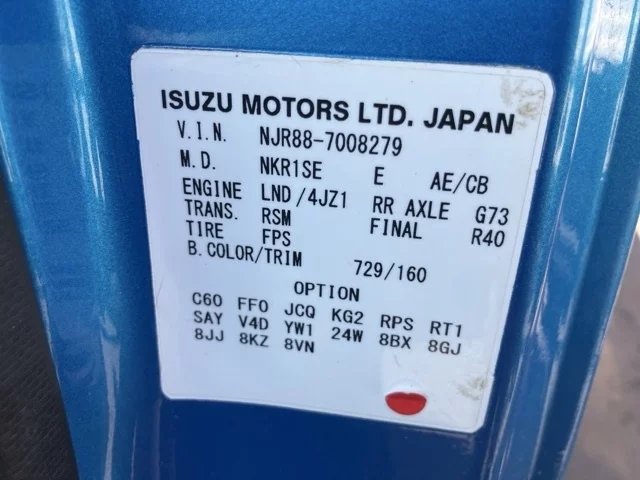 ISUZU MOTORS LTD. JAPAN
V.I.N. NJR88-7008279
M.D. NKR1SE E AE/CB
ENGINE LND/4JZ1 RR AXLE G73
TRANS. RSM FINAL R40
TIRE FPS
B.COLOR/TRIM 729/160
OPTION
C60 FF0 JCQ KG2 RPS RT1
SAY V4D YW1 24W 8BX 8GJ
8JJ 8KZ 8VN